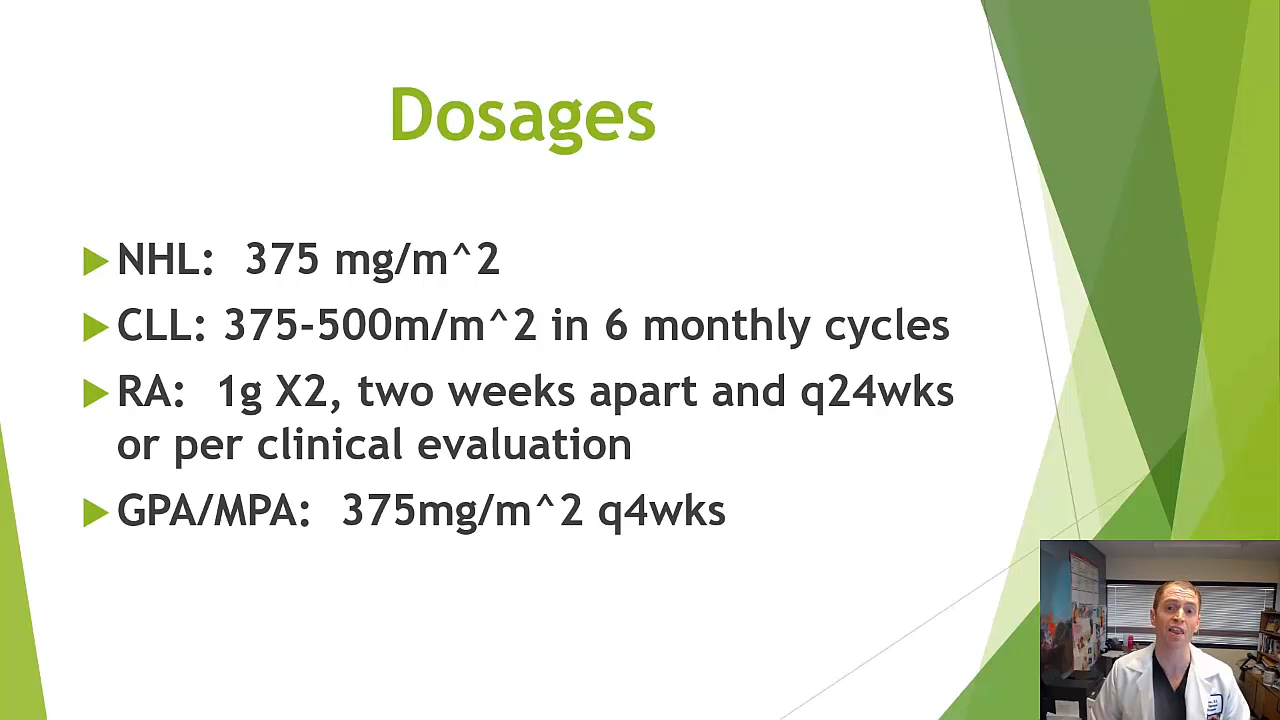 Dosages
NHL:  375 mg/m^2
CLL: 375-500m/m^2 in 6 monthly cycles
RA:  1g X2, two weeks apart and q24wks
or per clinical evaluation
GPA/MPA:  375mg/m^2 q4wks